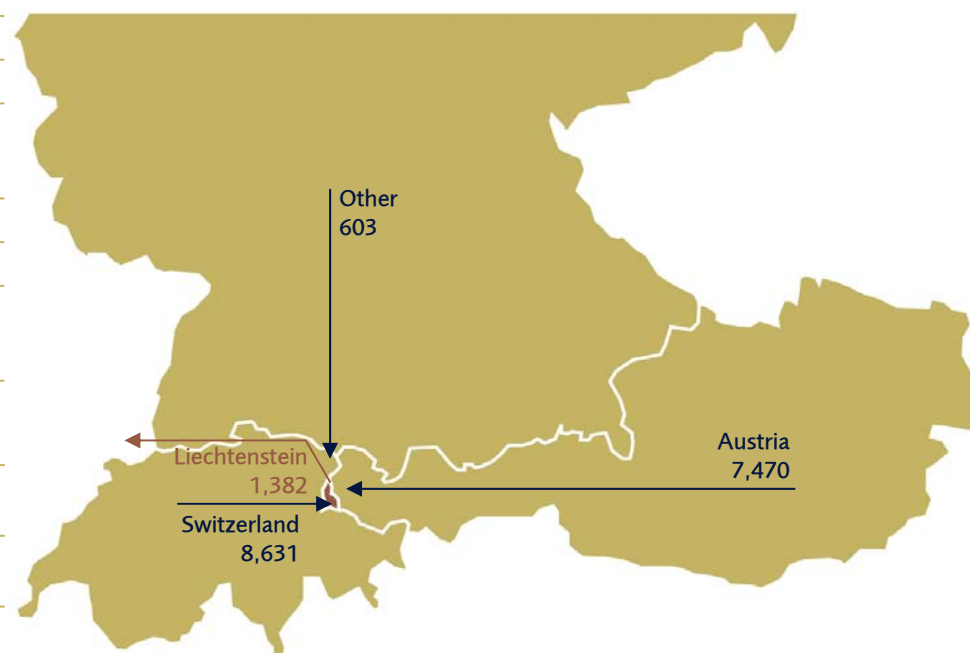 Other
603
Liechtenstein
1,382
Austria
7,470
Switzerland
8,631